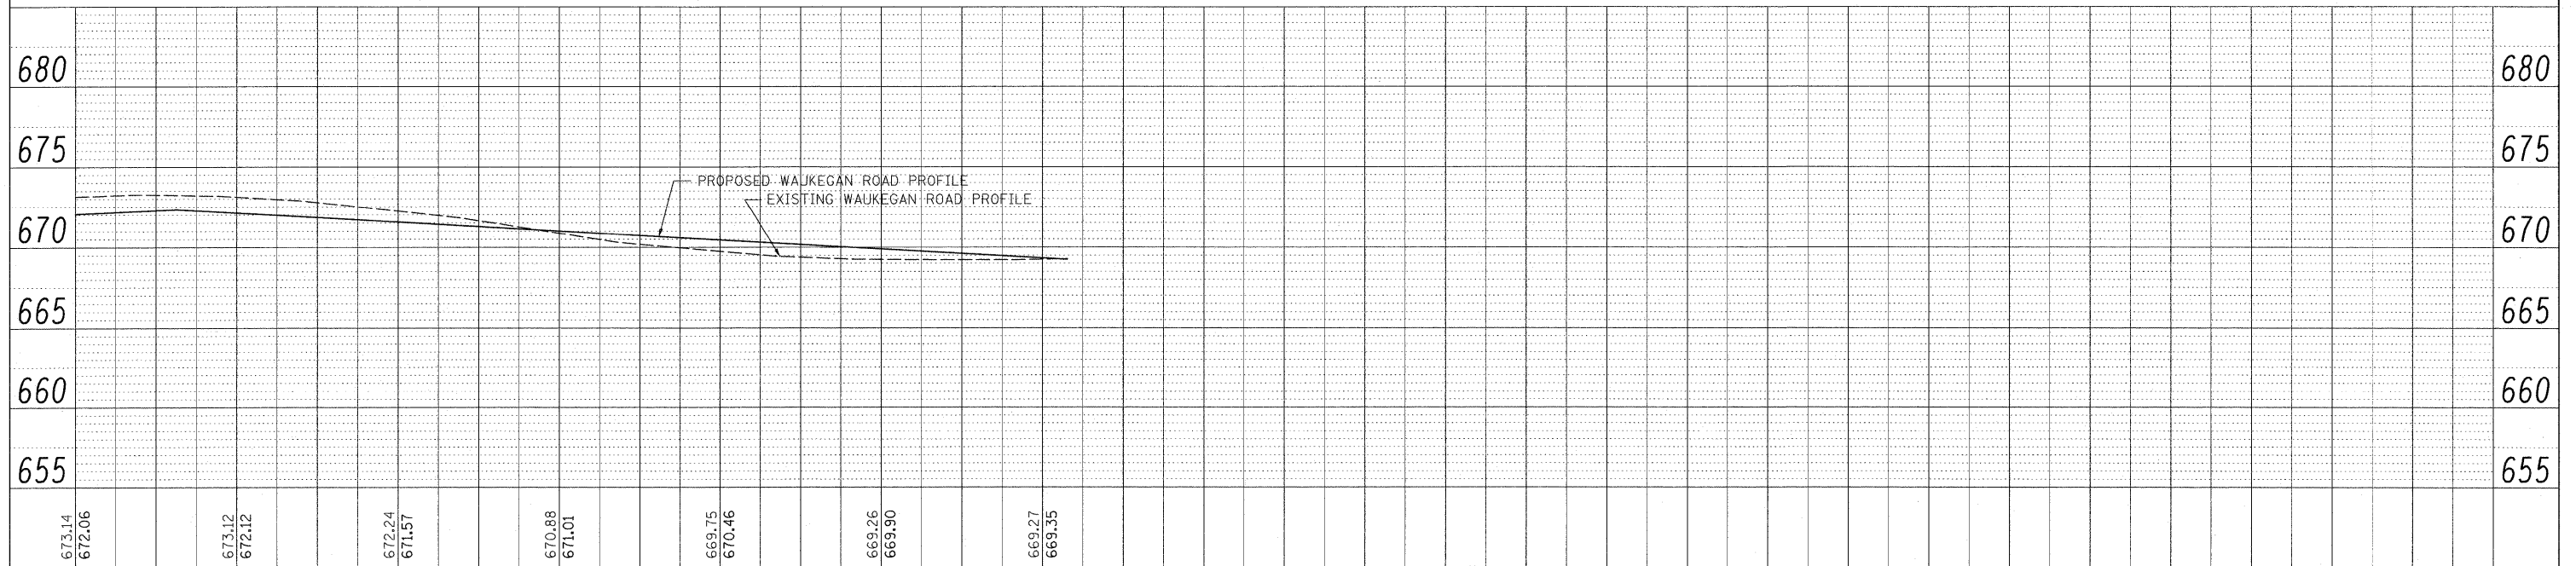 680 680
675 675
PROPOSED WAUKEGAN ROAD PROFILE
EXISTING WAUKEGAN ROAD PROFILE
670 670
665 665
660 660
655 655
673.14 673.12 672.24 670.88 669.75 669.26 669.27
672.06 672.12 671.57 671.01 670.46 669.90 669.35